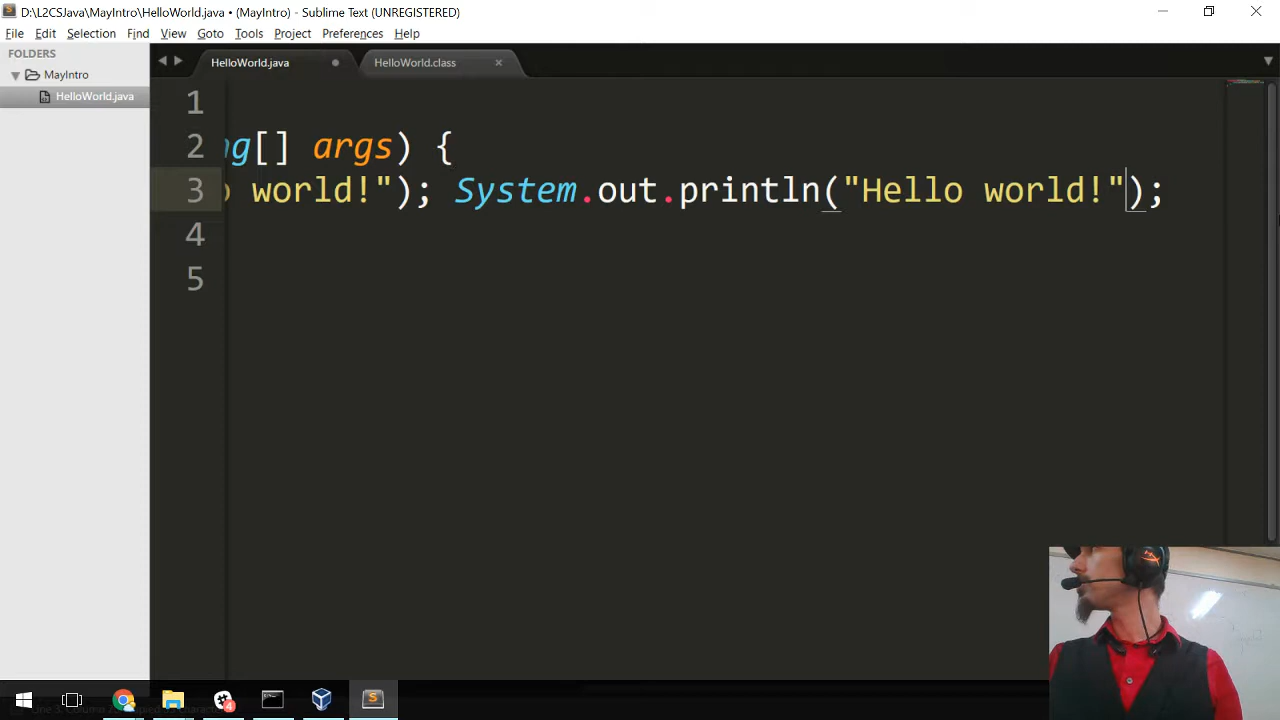 D:\L2CSJava\MayIntro\HelloWorld.java • (MayIntro) - Sublime Text (UNREGISTERED)
File Edit Selection Find View Goto Tools Project Preferences Help
FOLDERS
MayIntro
HelloWorld.java
HelloWorld.java HelloWorld.class
1
2 ng[] args) {
3 o world!"); System.out.println("Hello world!");
4
5
4